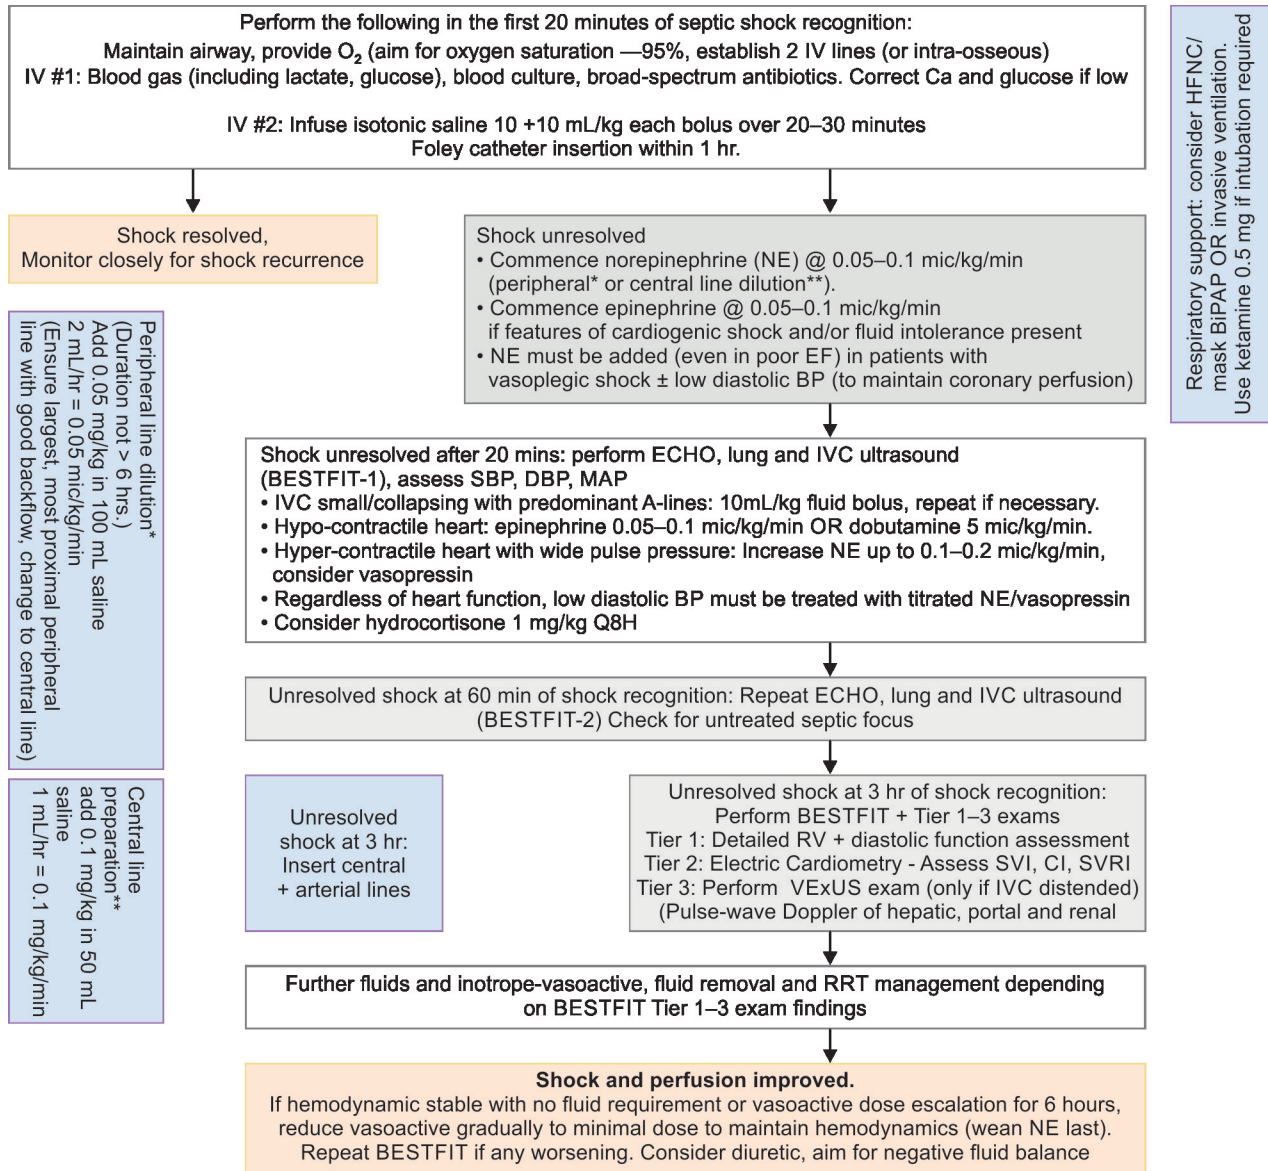 Perform the following in the first 20 minutes of septic shock recognition:
Maintain airway, provide O₂ (aim for oxygen saturation —95%, establish 2 IV lines (or intra-osseous)
IV #1: Blood gas (including lactate, glucose), blood culture, broad-spectrum antibiotics. Correct Ca and glucose if low
IV #2: Infuse isotonic saline 10 +10 mL/kg each bolus over 20–30 minutes
Foley catheter insertion within 1 hr.
Respiratory support: consider HFNC/
mask BiPAP OR invasive ventilation.
Use ketamine 0.5 mg if intubation required
Shock resolved,
Monitor closely for shock recurrence
Shock unresolved
• Commence norepinephrine (NE) @ 0.05–0.1 mic/kg/min
(peripheral* or central line dilution**).
• Commence epinephrine @ 0.05–0.1 mic/kg/min
if features of cardiogenic shock and/or fluid intolerance present
• NE must be added (even in poor EF) in patients with
vasoplegic shock ± low diastolic BP (to maintain coronary perfusion)
Peripheral line dilution*
(Duration not > 6 hrs.)
Add 0.05 mg/kg in 100 mL saline
2 mL/hr = 0.05 mic/kg/min
(Ensure largest, most proximal peripheral
line with good backflow, change to central line)
Shock unresolved after 20 mins: perform ECHO, lung and IVC ultrasound
(BESTFIT-1), assess SBP, DBP, MAP
• IVC small/collapsing with predominant A-lines: 10mL/kg fluid bolus, repeat if necessary.
• Hypo-contractile heart: epinephrine 0.05–0.1 mic/kg/min OR dobutamine 5 mic/kg/min.
• Hyper-contractile heart with wide pulse pressure: Increase NE up to 0.1–0.2 mic/kg/min,
consider vasopressin
• Regardless of heart function, low diastolic BP must be treated with titrated NE/vasopressin
• Consider hydrocortisone 1 mg/kg Q8H
Unresolved shock at 60 min of shock recognition: Repeat ECHO, lung and IVC ultrasound
(BESTFIT-2) Check for untreated septic focus
Central line
preparation**
add 0.1 mg/kg in 50 mL
saline
1 mL/hr = 0.1 mg/kg/min
Unresolved
shock at 3 hr:
Insert central
+ arterial lines
Unresolved shock at 3 hr of shock recognition:
Perform BESTFIT + Tier 1–3 exams
Tier 1: Detailed RV + diastolic function assessment
Tier 2: Electric Cardiometry - Assess SVI, CI, SVRI
Tier 3: Perform VExUS exam (only if IVC distended)
(Pulse-wave Doppler of hepatic, portal and renal
Further fluids and inotrope-vasoactive, fluid removal and RRT management depending
on BESTFIT Tier 1–3 exam findings
Shock and perfusion improved.
If hemodynamic stable with no fluid requirement or vasoactive dose escalation for 6 hours,
reduce vasoactive gradually to minimal dose to maintain hemodynamics (wean NE last).
Repeat BESTFIT if any worsening. Consider diuretic, aim for negative fluid balance